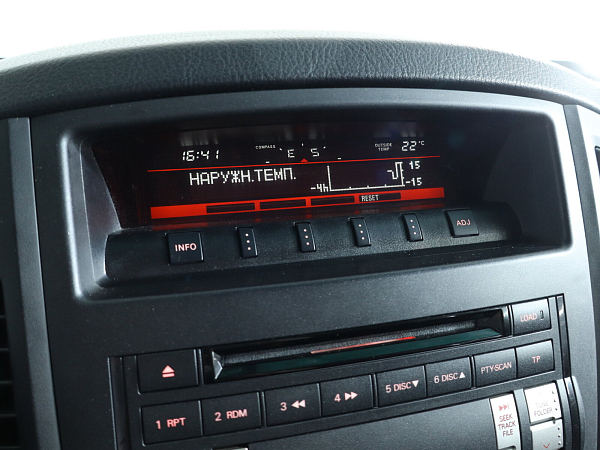 16:41 COMPASS E S OUTSIDE TEMP 22°C
НАРУЖН.ТЕМП. -4h 15 -15
RESET
INFO ADJ
LOAD
1 RPT 2 RDM 3 4 5 DISC 6 DISC PTY-SCAN TP
SEEK TRACK FILE
FOLDER